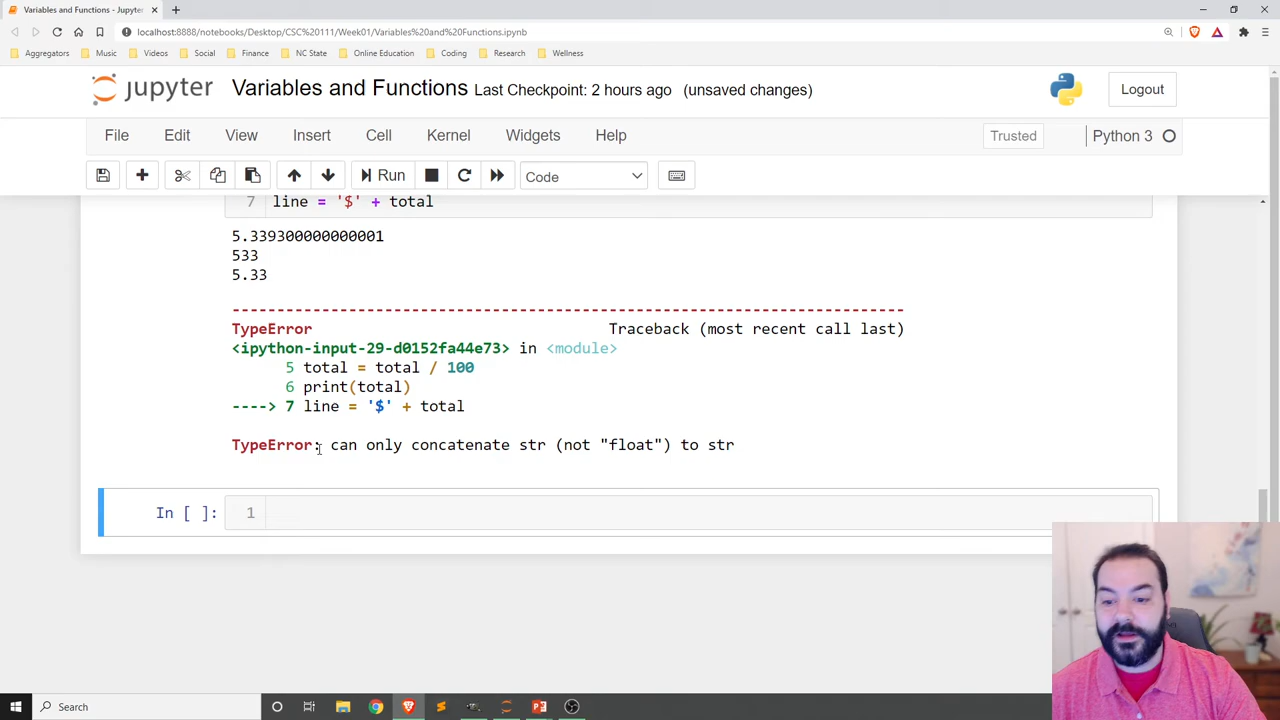 Variables and Functions - Jupyter
localhost:8888/notebooks/Desktop/CSC%20111/Week01/Variables%20and%20Functions.ipynb
Aggregators Music Videos Social Finance NC State Online Education Coding Research Wellness
jupyter Variables and Functions Last Checkpoint: 2 hours ago (unsaved changes) Logout
File Edit View Insert Cell Kernel Widgets Help Trusted Python 3
Run Code
7 line = '$' + total
5.339300000000001
533
5.33
---------------------------------------------------------------------------
TypeError Traceback (most recent call last)
<ipython-input-29-d0152fa44e73> in <module>
5 total = total / 100
6 print(total)
----> 7 line = '$' + total
TypeError: can only concatenate str (not "float") to str
In [ ]: 1
Search